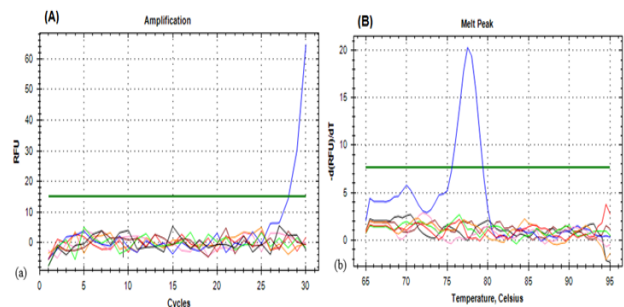 (A)
Amplification
RFU
60
50
40
30
20
10
0
0 5 10 15 20 25 30
Cycles
(a)
(B)
Melt Peak
-d(RFU)/dT
20
15
10
5
0
65 70 75 80 85 90 95
Temperature, Celsius
(b)